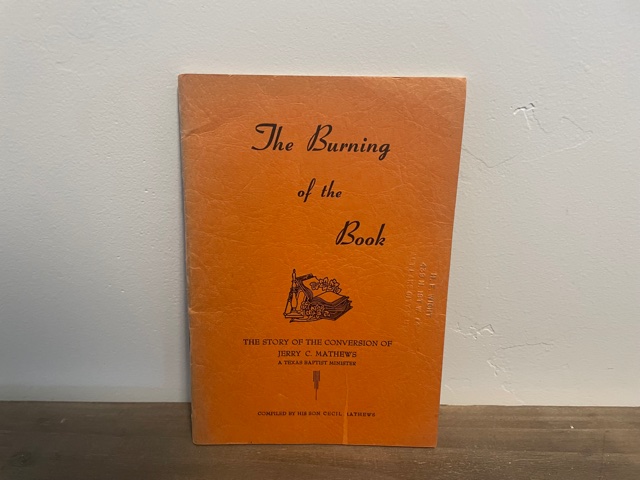 The Burning
of the
Book
THE STORY OF THE CONVERSION OF
JERRY C. MATHEWS
A TEXAS BAPTIST MINISTER
COMPILED BY HIS SON CECIL MATHEWS